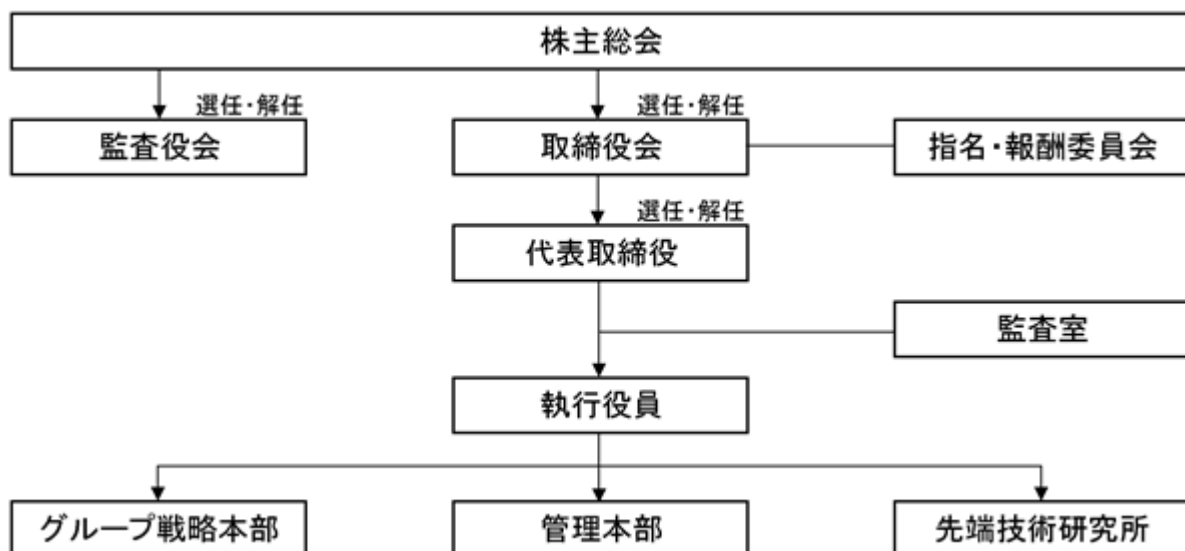 株主総会
選任・解任
選任・解任
監査役会
取締役会
指名・報酬委員会
選任・解任
代表取締役
監査室
執行役員
グループ戦略本部
管理本部
先端技術研究所